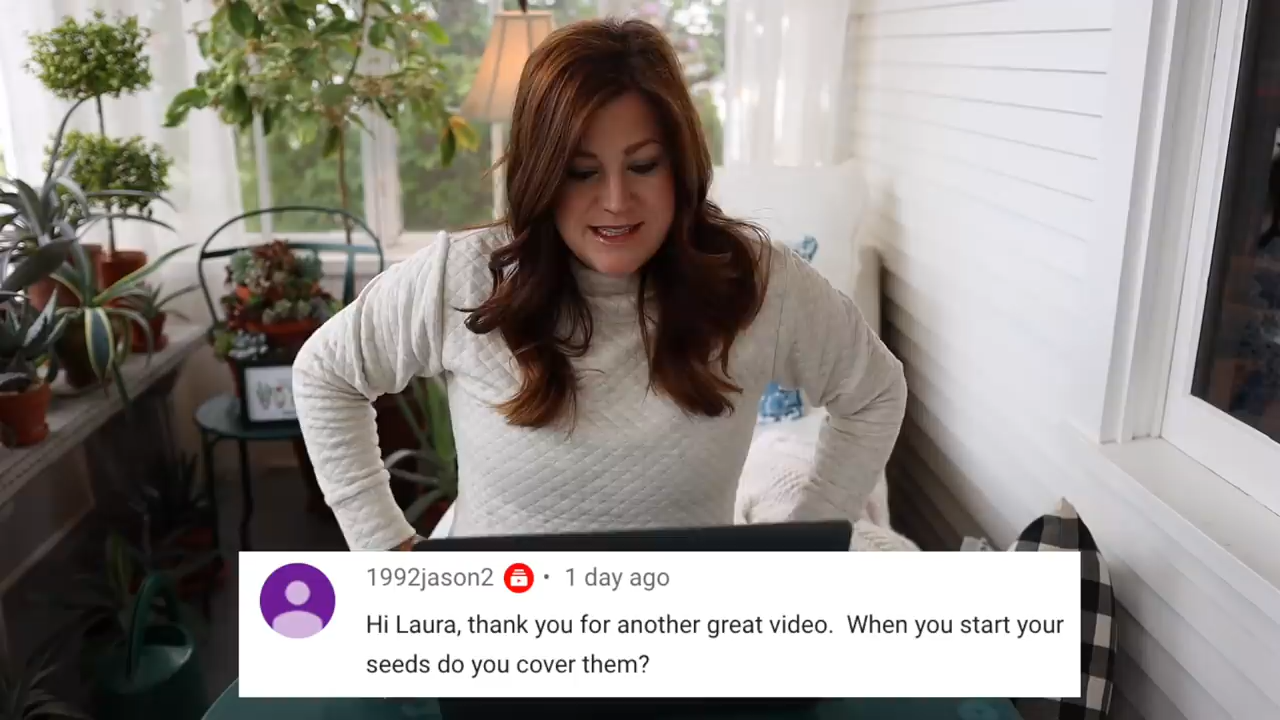 1992jason2 • 1 day ago
Hi Laura, thank you for another great video. When you start your
seeds do you cover them?